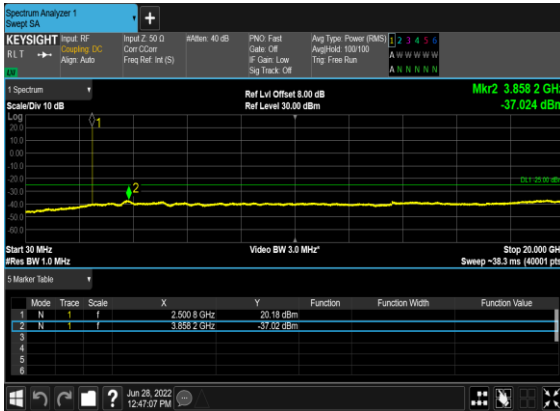 Spectrum Analyzer 1
Swept SA
+
KEYSIGHT Input: RF Input Z: 50 Ω #Atten: 40 dB PNO: Fast Avg Type: Power (RMS) 1 2 3 4 5 6
RLT Coupling: DC Corr CCorr Gate: Off Avg|Hold: 100/100 A W W W W W
Align: Auto Freq Ref: Int (S) IF Gain: Low Trig: Free Run
Sig Track: Off A N N N N N
1 Spectrum Ref Lvl Offset 8.00 dB Mkr2 3.858 2 GHz
Scale/Div 10 dB Ref Level 30.00 dBm -37.024 dBm
Log
20.0
10.0
0.00
-10.0
-20.0
-30.0
-40.0
-50.0
-60.0
1
2
DL1 -25.00 dBm
Start 30 MHz Video BW 3.0 MHz* Stop 20.000 GHz
#Res BW 1.0 MHz Sweep ~38.3 ms (40001 pts)
5 Marker Table
Mode Trace Scale X Y Function Function Width Function Value
1 N 1 f 2.500 8 GHz 20.18 dBm
2 N 1 f 3.858 2 GHz -37.02 dBm
3
4
5
6
? Jun 28, 2022
12:47:07 PM